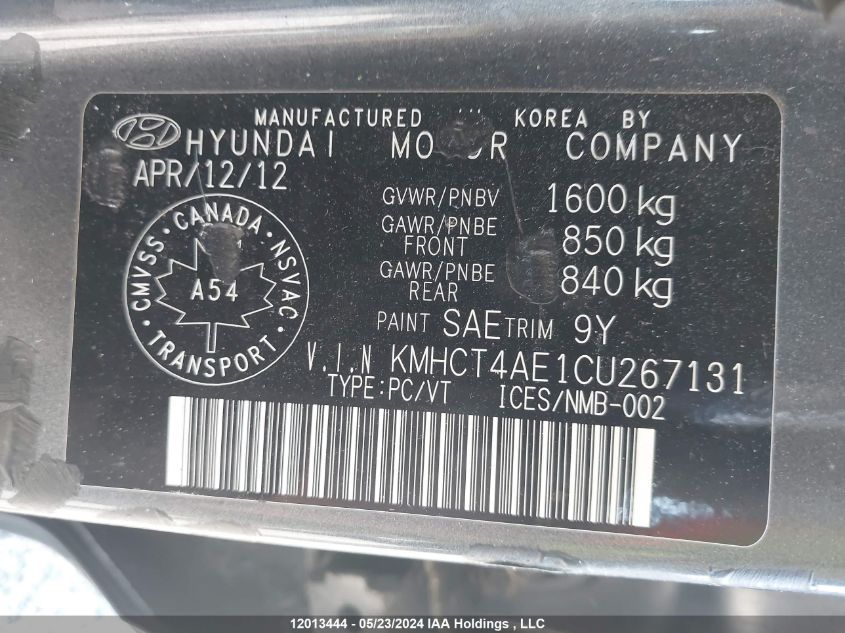 MANUFACTURED KOREA BY
HYUNDAI COMPANY
APR/12/12
GVWR/PNBV 1600 kg
GAWR/PNBE FRONT 850 kg
GAWR/PNBE REAR 840 kg
CANADA · NSVAC · TRANSPORT · CMVSS ·
A54
PAINT SAE TRIM 9Y
V.I.N KMHCT4AE1CU267131
TYPE:PC/VT ICES/NMB-002
12013444 - 05/23/2024 IAA Holdings , LLC